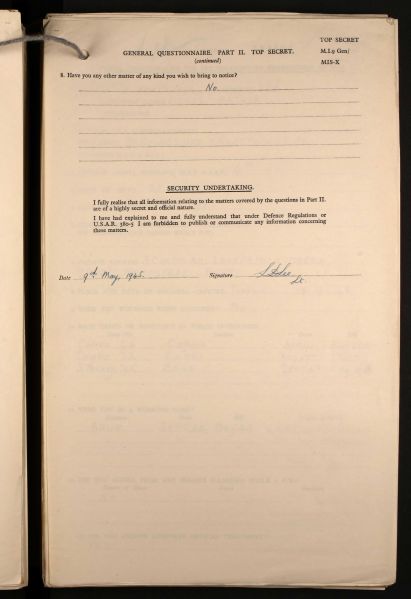 TOP SECRET
GENERAL QUESTIONNAIRE. PART II. TOP SECRET.
M.I.9 Gen/
(continued)
MIS-X
8. Have you any other matter of any kind you wish to bring to notice?
No
SECURITY UNDERTAKING.
I fully realise that all information relating to the matters covered by the questions in Part II.
are of a highly secret and official nature.
I have had explained to me and fully understand that under Defence Regulations or
U.S.A.R. 380-5 I am forbidden to publish or communicate any information concerning
these matters.
Date 9th May, 1945. Signature
Lt.